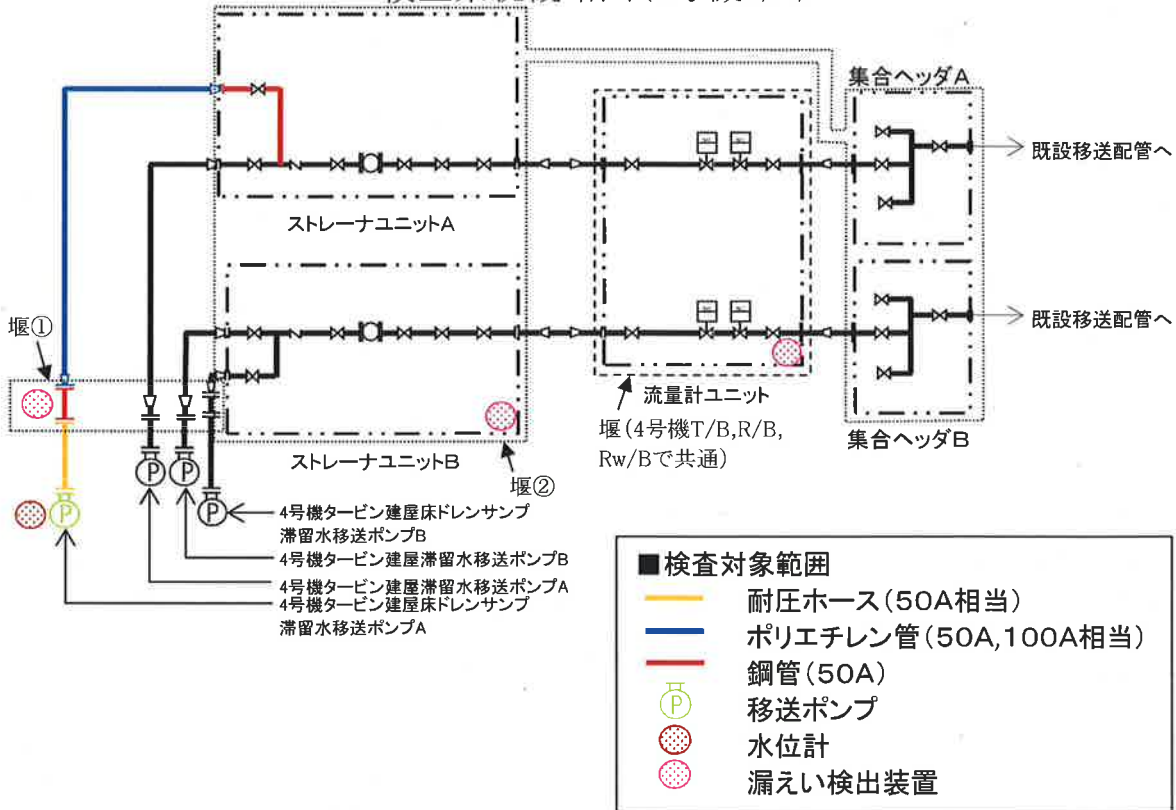 集合ヘッダA
既設移送配管へ
ストレーナユニットA
堰①
既設移送配管へ
流量計ユニット
堰(4号機T/B,R/B,
Rw/Bで共通)
集合ヘッダB
ストレーナユニットB
堰②
P
P
P
P
4号機タービン建屋床ドレンサンプ
滞留水移送ポンプB
4号機タービン建屋滞留水移送ポンプB
4号機タービン建屋滞留水移送ポンプA
4号機タービン建屋床ドレンサンプ
滞留水移送ポンプA
■検査対象範囲
耐圧ホース(50A相当)
ポリエチレン管(50A,100A相当)
鋼管(50A)
P
移送ポンプ
水位計
漏えい検出装置